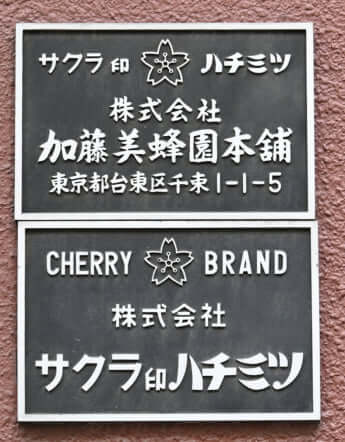 サクラ印 ハチミツ
株式会社
加藤美蜂園本舗
東京都台東区千束1-1-5
CHERRY BRAND
株式会社
サクラ印ハチミツ